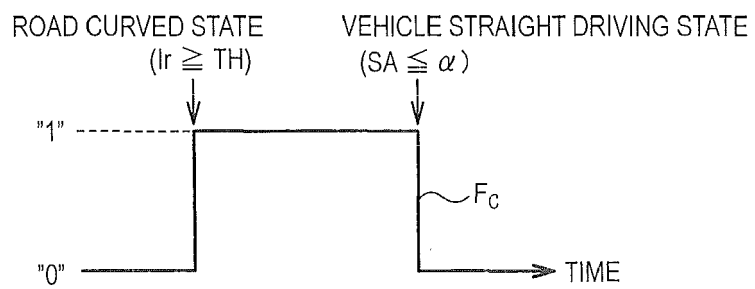 ROAD CURVED STATE
(Ir ≧ TH)
VEHICLE STRAIGHT DRIVING STATE
(SA ≦ α)
"1"
FC
"0"
TIME